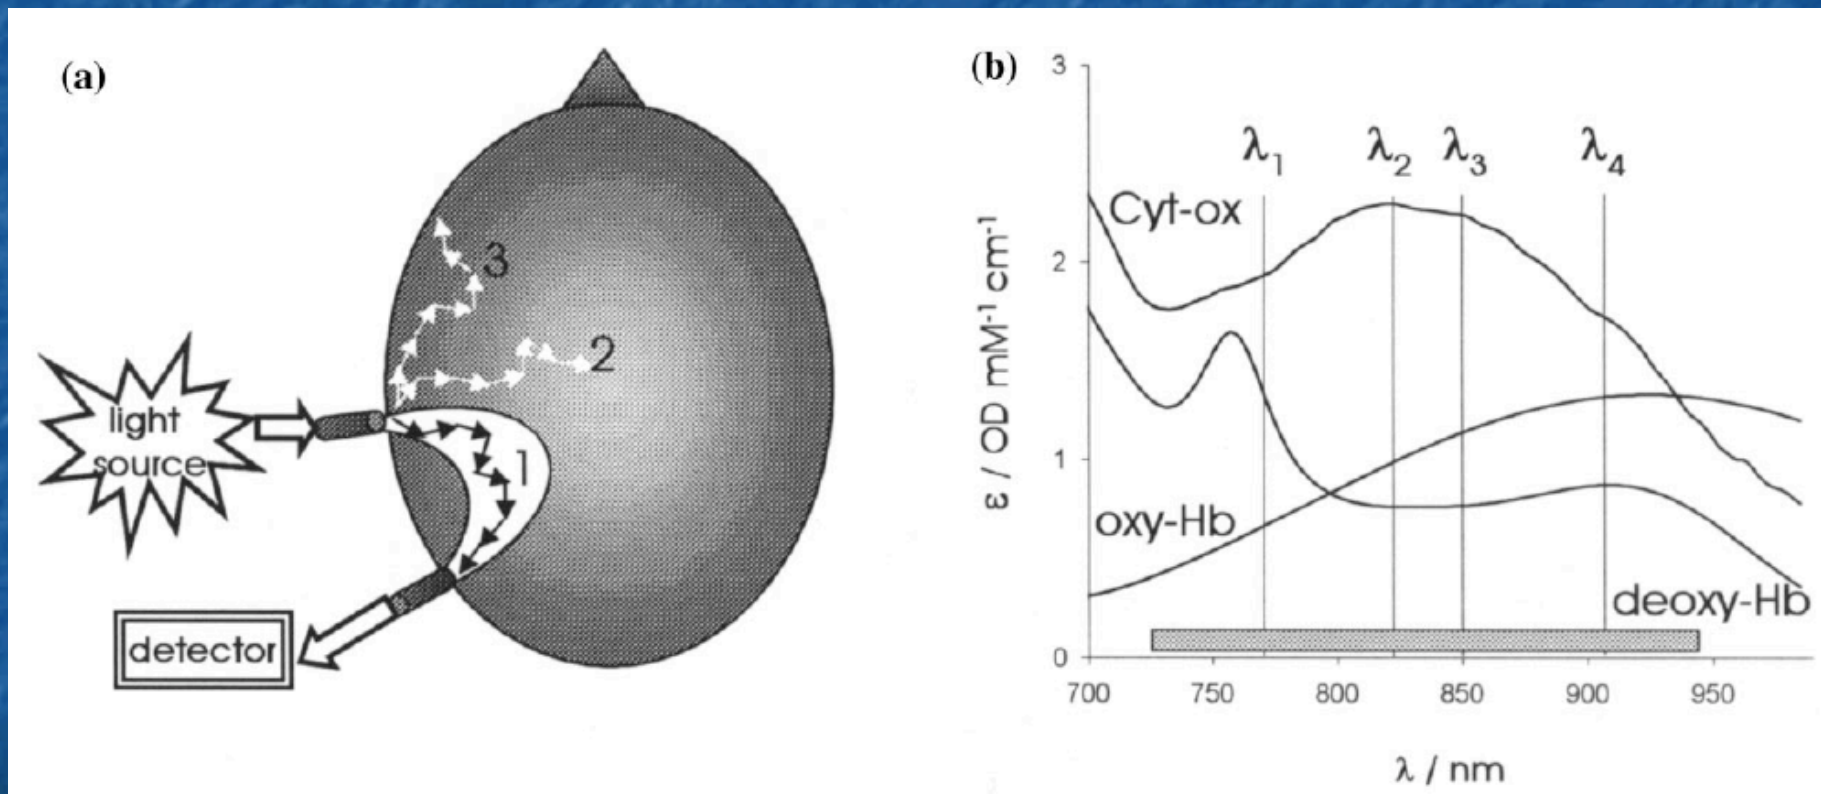 (a)
3
2
1
light
source
detector
(b)
ε / OD mM⁻¹ cm⁻¹
3
2
1
0
λ₁ λ₂ λ₃ λ₄
Cyt-ox
oxy-Hb
deoxy-Hb
700 750 800 850 900 950
λ / nm